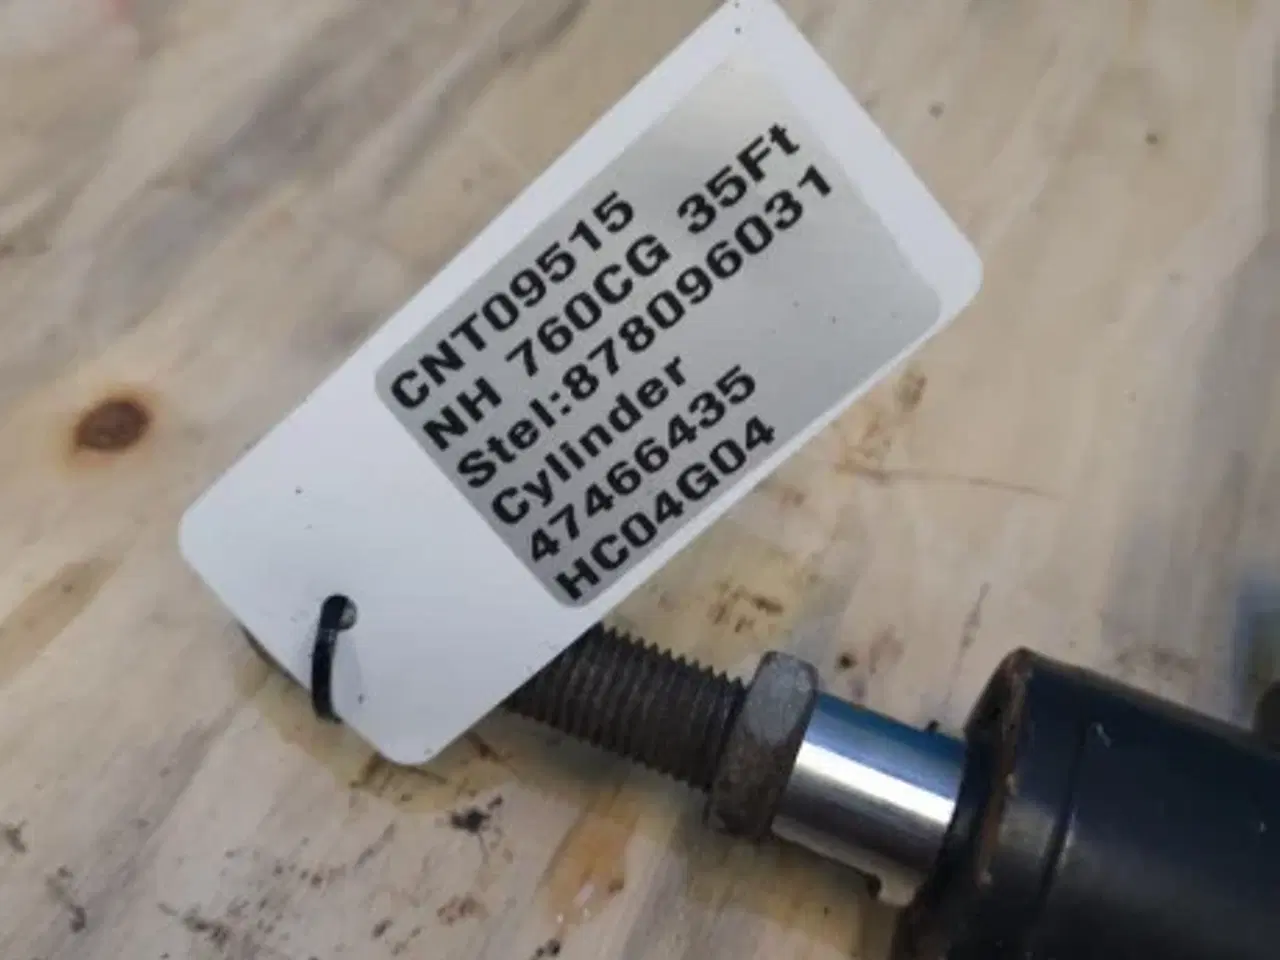 CNT09515
NH 760CG 35Ft
Stel:878096031
Cylinder
47466435
HC04G04